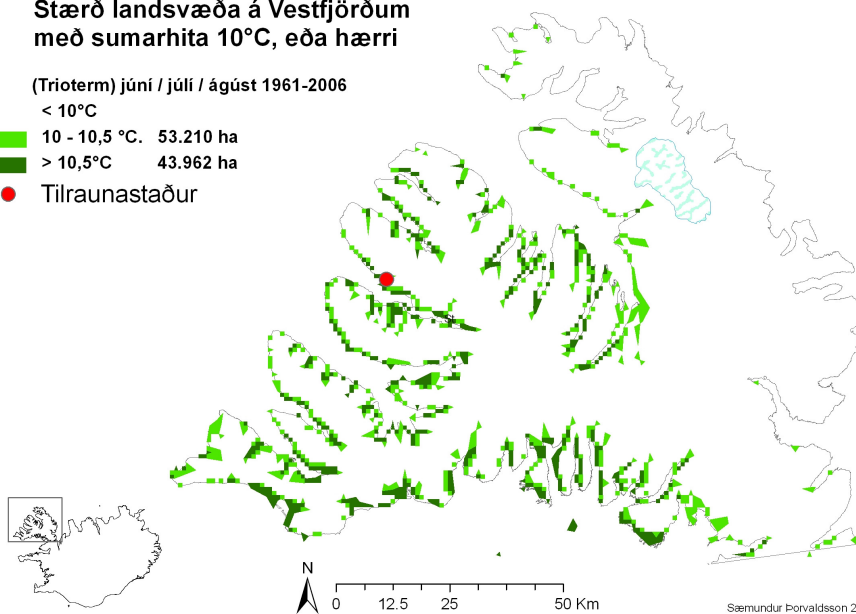 Stærð landsvæða á Vestfjörðum
með sumarhita 10°C, eða hærri
(Trioterm) júní / júlí / ágúst 1961-2006
< 10°C
10 - 10,5 °C. 53.210 ha
> 10,5°C 43.962 ha
Tilraunastaður
N
0 12.5 25 50 Km
Sæmundur Þorvaldsson 2